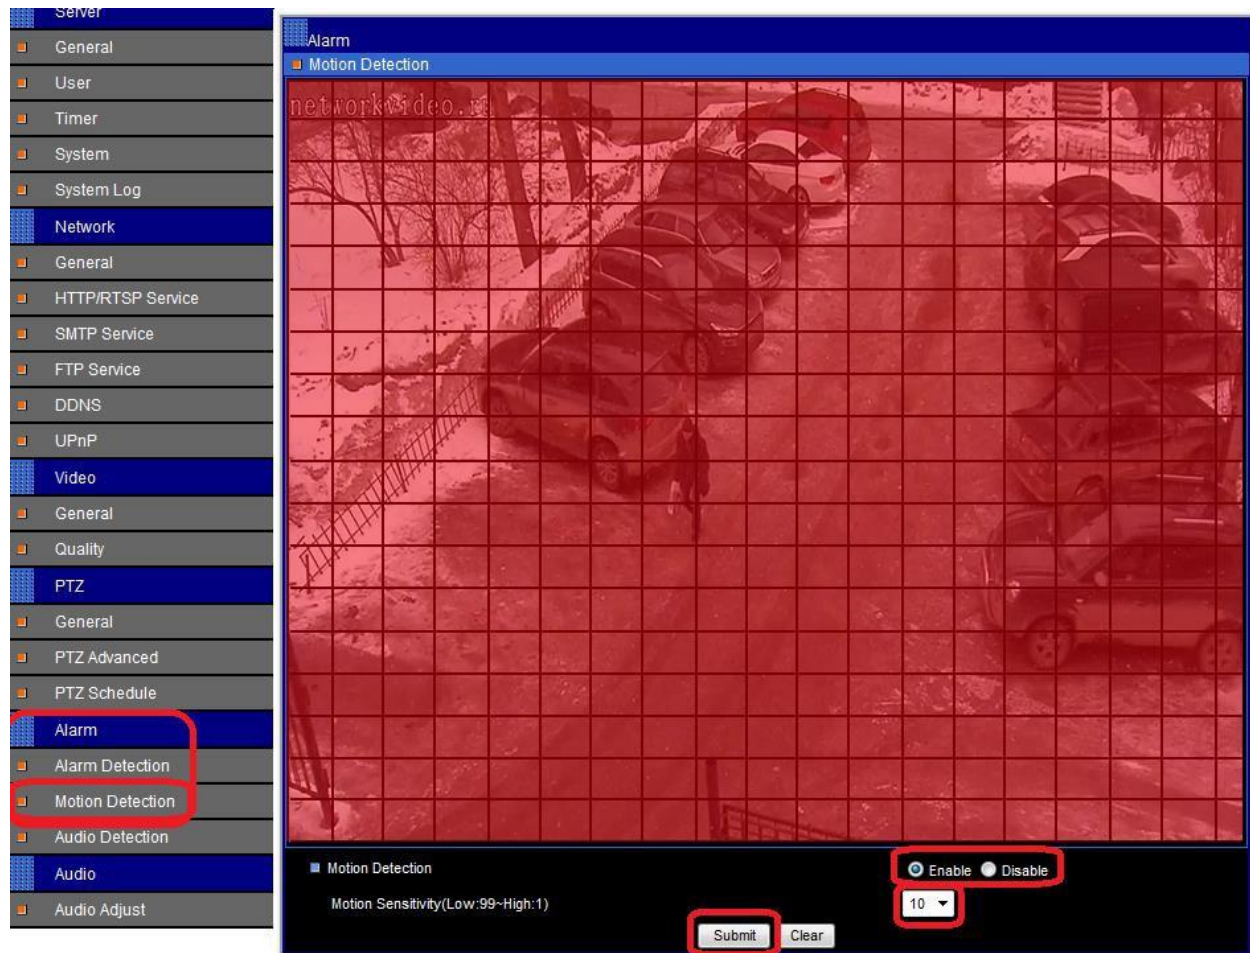 Server
General
User
Timer
System
System Log
Network
General
HTTP/RTSP Service
SMTP Service
FTP Service
DDNS
UPnP
Video
General
Quality
PTZ
General
PTZ Advanced
PTZ Schedule
Alarm
Alarm Detection
Motion Detection
Audio Detection
Audio
Audio Adjust
Alarm
Motion Detection
networkvideo.ru
Motion Detection Enable Disable
Motion Sensitivity(Low:99~High:1) 10
Submit Clear